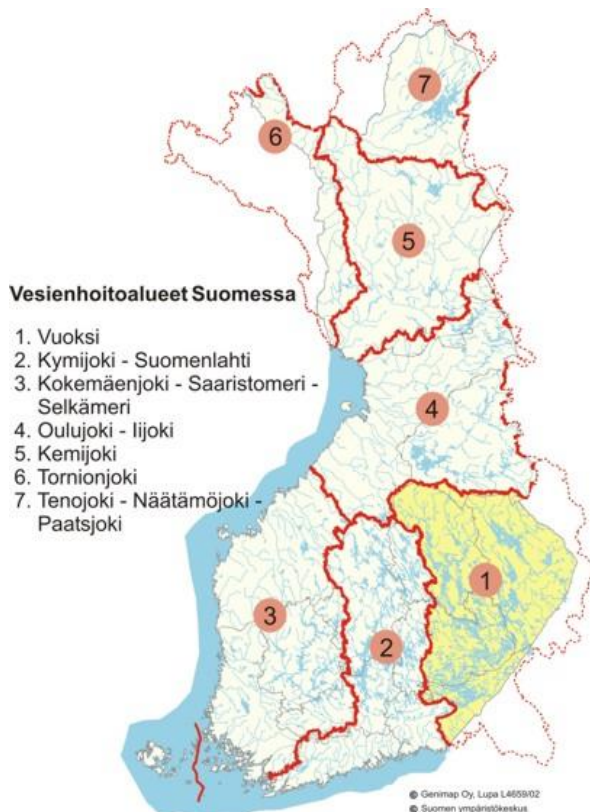 7
6
5
Vesienhoitoalueet Suomessa
1. Vuoksi
2. Kymijoki - Suomenlahti
3. Kokemäenjoki - Saaristomeri -
Selkämeri
4. Oulujoki - Iijoki
5. Kemijoki
6. Tornionjoki
7. Tenojoki - Näätämöjoki -
Paatsjoki
4
1
3
2
© Genimap Oy, Lupa L4659/02
© Suomen ympäristökeskus